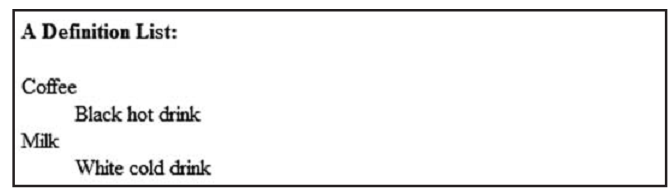 A Definition List:
Coffee
Black hot drink
Milk
White cold drink